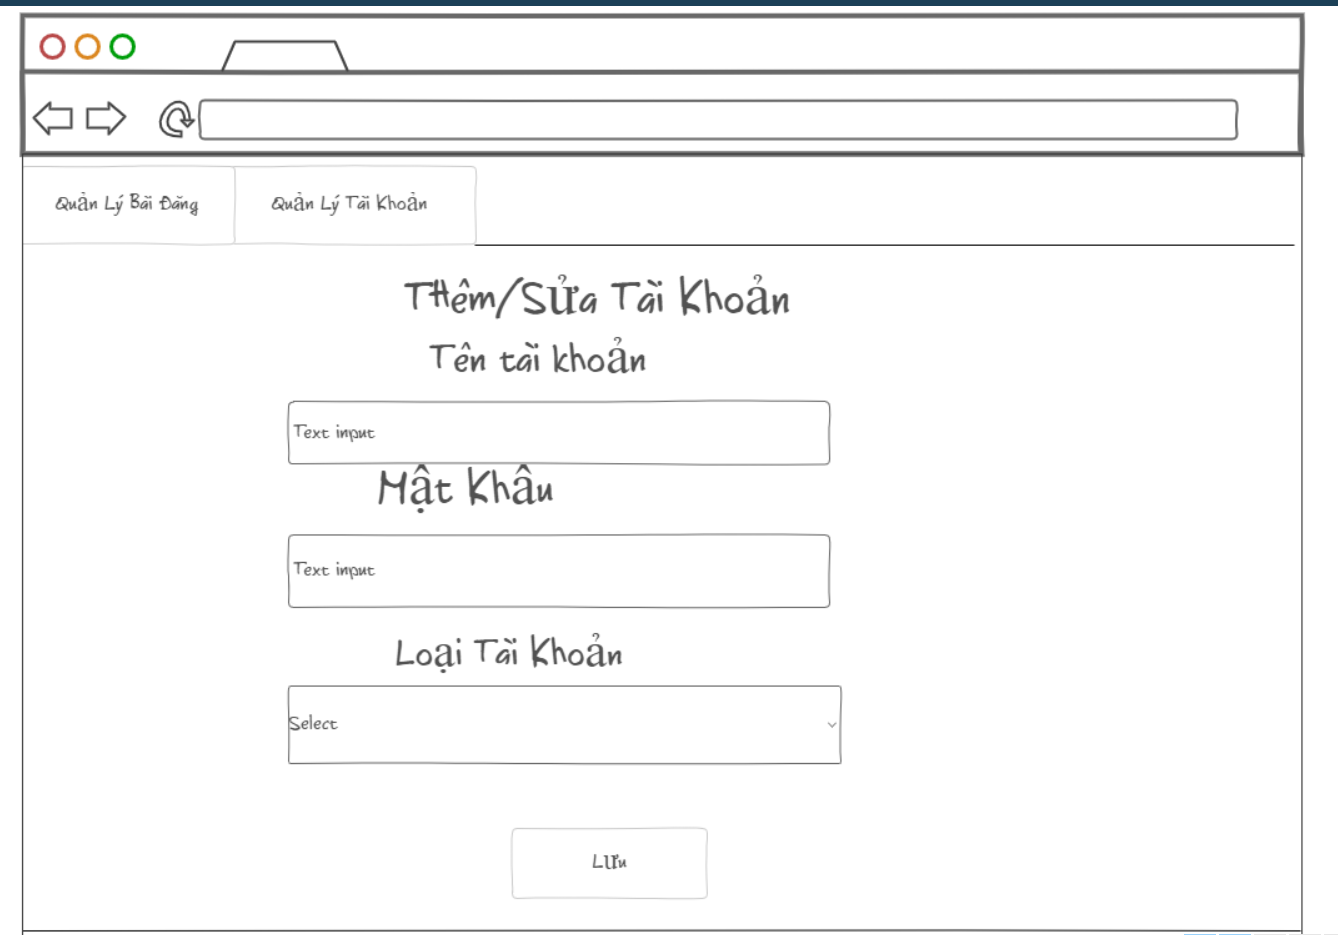 Quản Lý Bài Đăng
Quản Lý Tài Khoản
Thêm/Sửa Tài Khoản
Tên tài khoản
Text input
Mật Khâu
Text input
Loại Tài Khoản
Select
Lưu